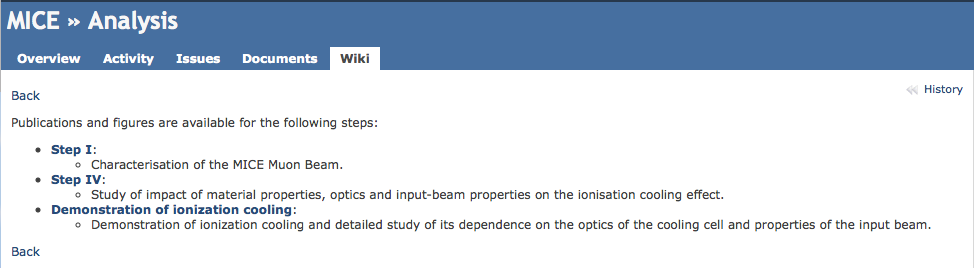 MICE » Analysis
Overview Activity Issues Documents Wiki
History
Back
Publications and figures are available for the following steps:
Step I:
Characterisation of the MICE Muon Beam.
Step IV:
Study of impact of material properties, optics and input-beam properties on the ionisation cooling effect.
Demonstration of ionization cooling:
Demonstration of ionization cooling and detailed study of its dependence on the optics of the cooling cell and properties of the input beam.
Back